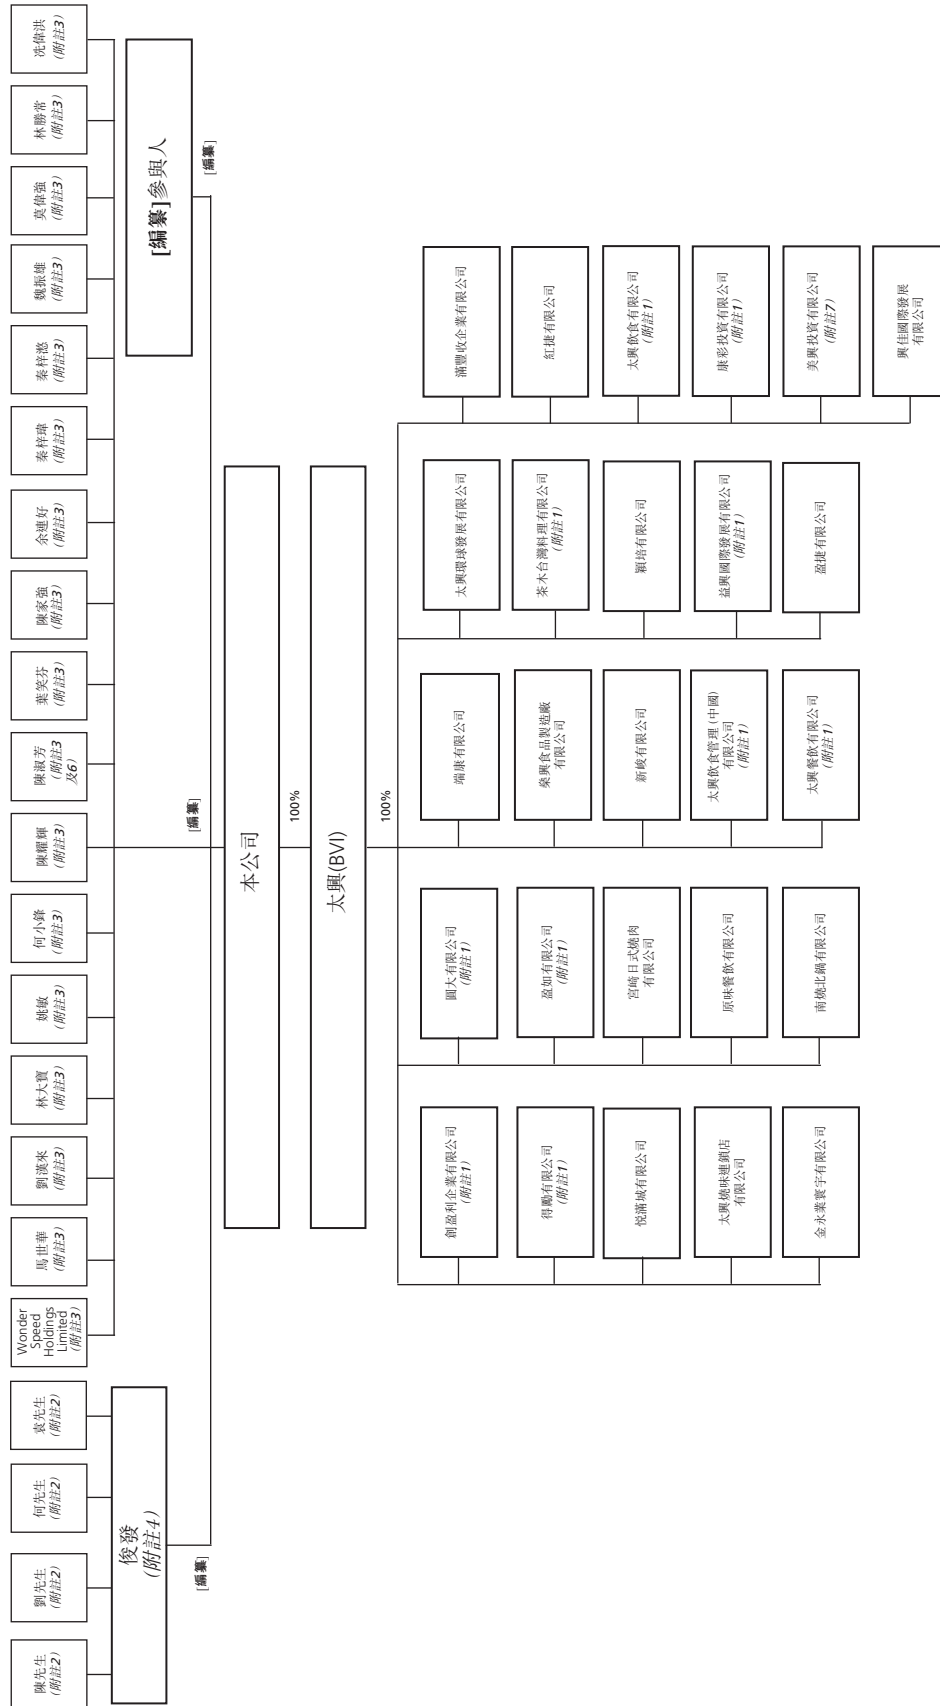 陳先生
(附註2)
劉先生
(附註2)
何先生
(附註2)
袁先生
(附註2)
Wonder
Speed
Holdings
Limited
(附註3)
馬世華
(附註3)
劉漢來
(附註3)
林大寶
(附註3)
姚敏
(附註3)
何小鋒
(附註3)
陳耀輝
(附註3)
陳淑芳
(附註3
及6)
葉笑芬
(附註3)
陳家強
(附註3)
余連好
(附註3)
秦梓瑋
(附註3)
秦梓懣
(附註3)
魏振雄
(附註3)
莫偉強
(附註3)
林勝常
(附註3)
冼偉洪
(附註3)
俊發
(附註4)
[編纂]參與人
[編纂]
[編纂]
[編纂]
本公司
100%
太興(BVI)
100%
創盈利企業有限公司
(附註1)
圓大有限公司
(附註1)
端康有限公司
太興環球發展有限公司
滿豐收企業有限公司
得勵有限公司
(附註1)
盈如有限公司
(附註1)
燊興食品製造廠
有限公司
茶木台灣料理有限公司
(附註1)
紅捷有限公司
悅滿城有限公司
宮崎日式燒肉
有限公司
新峻有限公司
穎培有限公司
太興飲食有限公司
(附註1)
太興燒味連鎖店
有限公司
原味餐飲有限公司
太興飲食管理(中國)
有限公司
(附註1)
益興國際發展有限公司
(附註1)
康彩投資有限公司
(附註1)
金永業寰宇有限公司
南燒北鍋有限公司
太興餐飲有限公司
(附註1)
盈捷有限公司
美興投資有限公司
(附註7)
興佳國際發展
有限公司